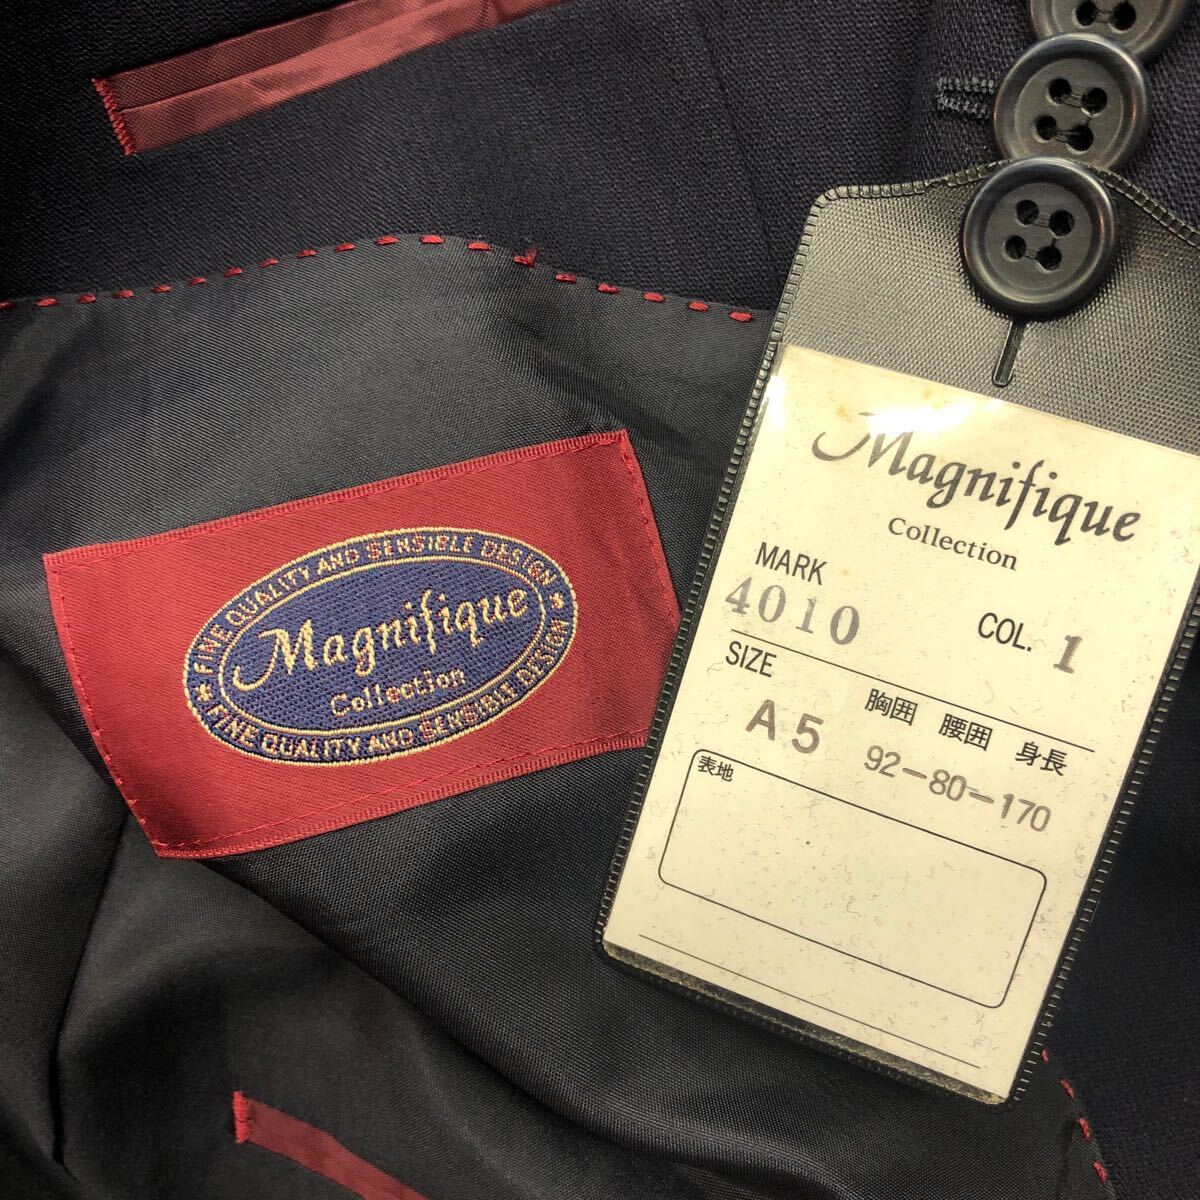 FINE QUALITY AND SENSIBLE DESIGN
Magnifique
Collection
FINE QUALITY AND SENSIBLE DESIGN
Magnifique
Collection
MARK
4010
COL. 1
SIZE
A5
胸囲 腰囲 身長
92-80-170
表地